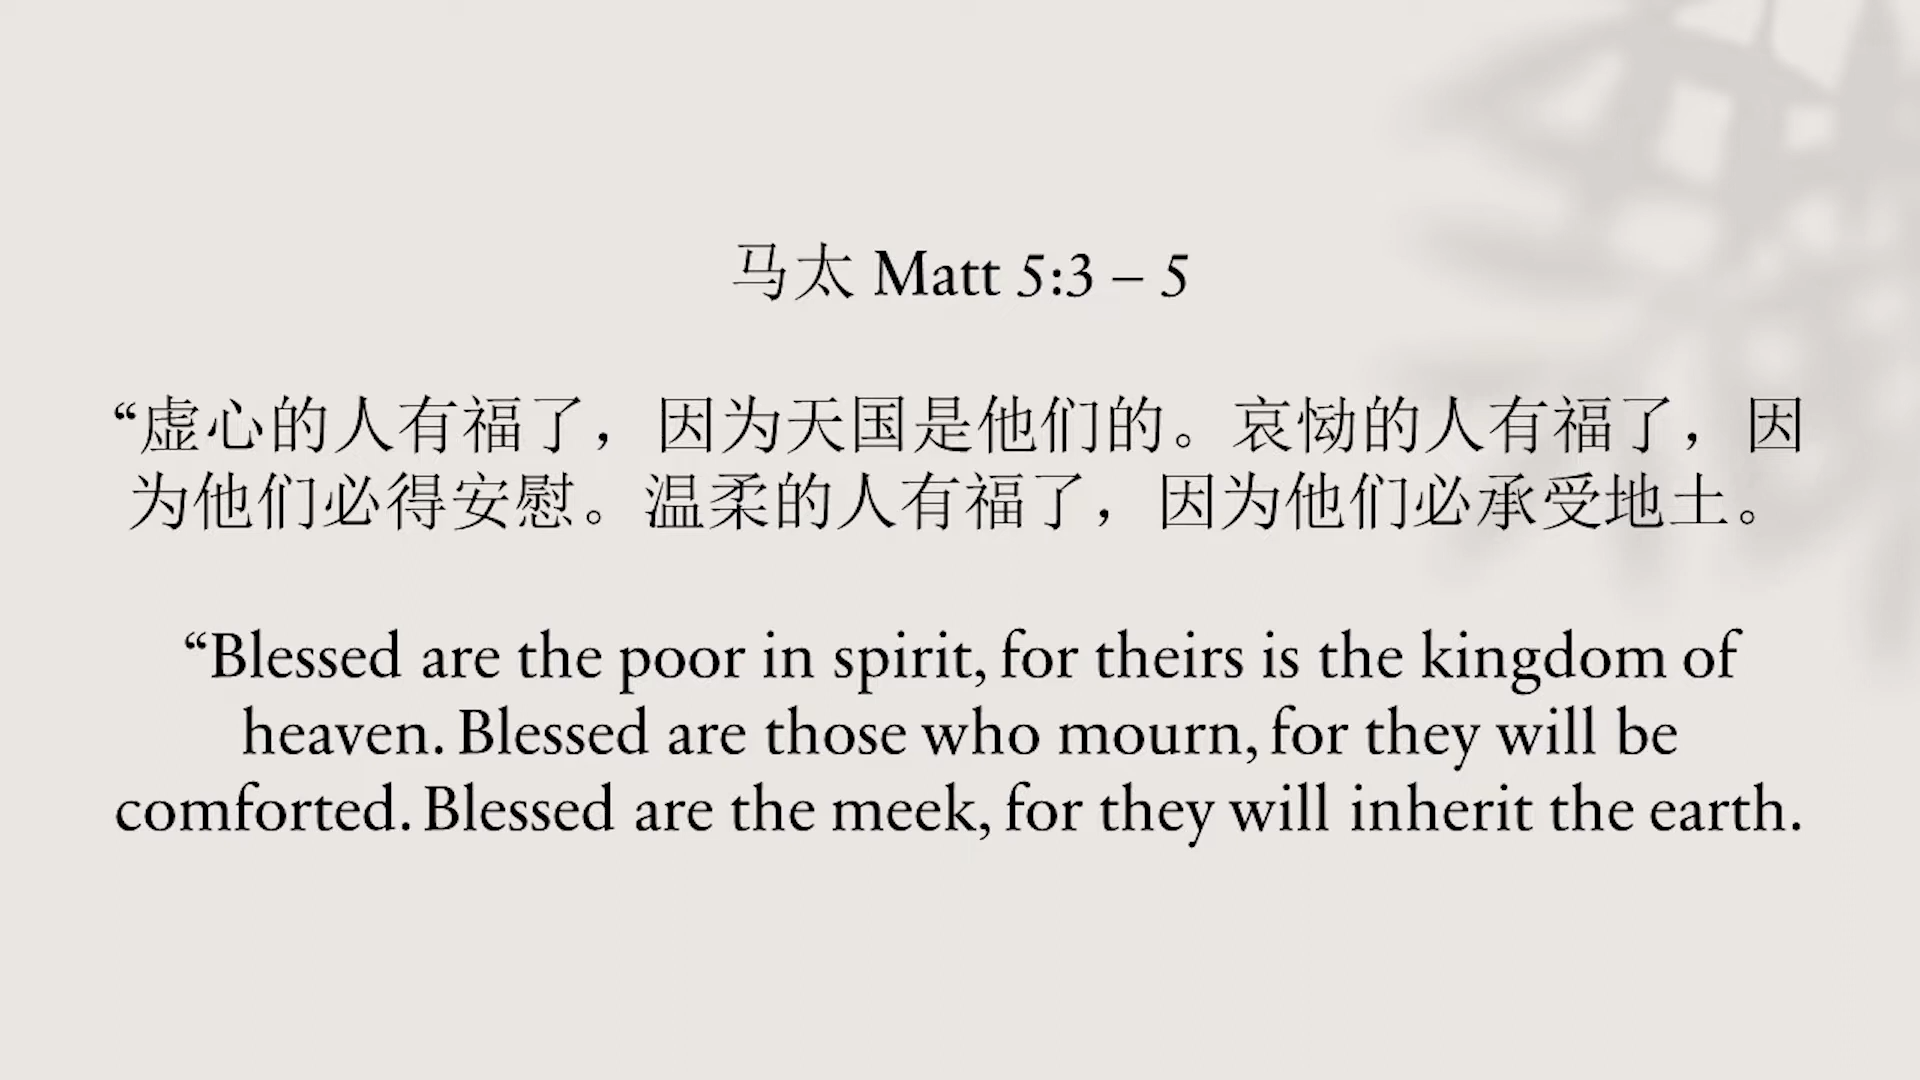 马太 Matt 5:3 – 5
“虚心的人有福了，因为天国是他们的。哀恸的人有福了，因
为他们必得安慰。温柔的人有福了，因为他们必承受地土。
“Blessed are the poor in spirit, for theirs is the kingdom of
heaven. Blessed are those who mourn, for they will be
comforted. Blessed are the meek, for they will inherit the earth.